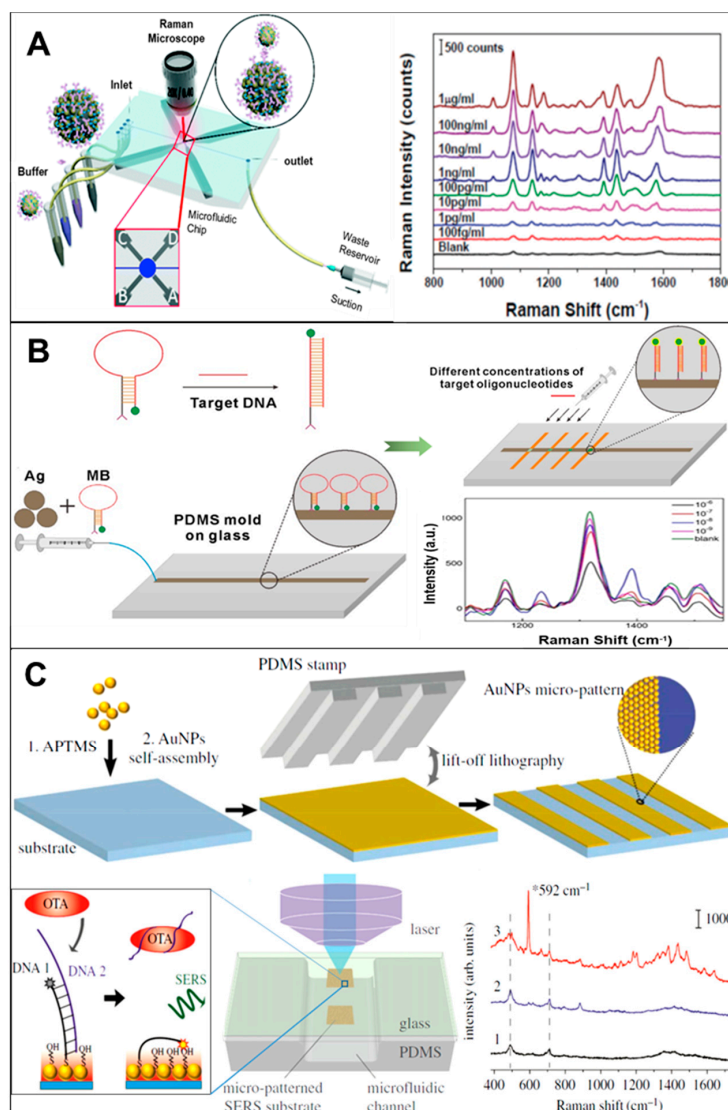 A
Raman
Microscope
20X/0.40
Inlet
Buffer
outlet
Microfluidic
Chip
Waste
Reservoir
Suction
C
D
B
A
500 counts
Raman Intensity (counts)
1µg/ml
100ng/ml
10ng/ml
1ng/ml
100pg/ml
10pg/ml
1pg/ml
100fg/ml
Blank
800 1000 1200 1400 1600 1800
Raman Shift (cm⁻¹)
B
Target DNA
Different concentrations of
target oligonucleotides
Ag
+
MB
PDMS mold
on glass
Intensity (a.u.)
1000
500
0
10⁻⁶
10⁻⁷
10⁻⁸
10⁻⁹
blank
1200 1400
Raman Shift (cm⁻¹)
C
PDMS stamp
AuNPs micro-pattern
1. APTMS
2. AuNPs
self-assembly
lift-off lithography
substrate
OTA
DNA 1
DNA 2
OTA
SERS
OH OH OH
OH OH OH
laser
glass
PDMS
micro-patterned
SERS substrate
microfluidic
channel
*592 cm⁻¹
1000
intensity (arb. units)
3
2
1
400 600 800 1000 1200 1400 1600
Raman Shift (cm⁻¹)